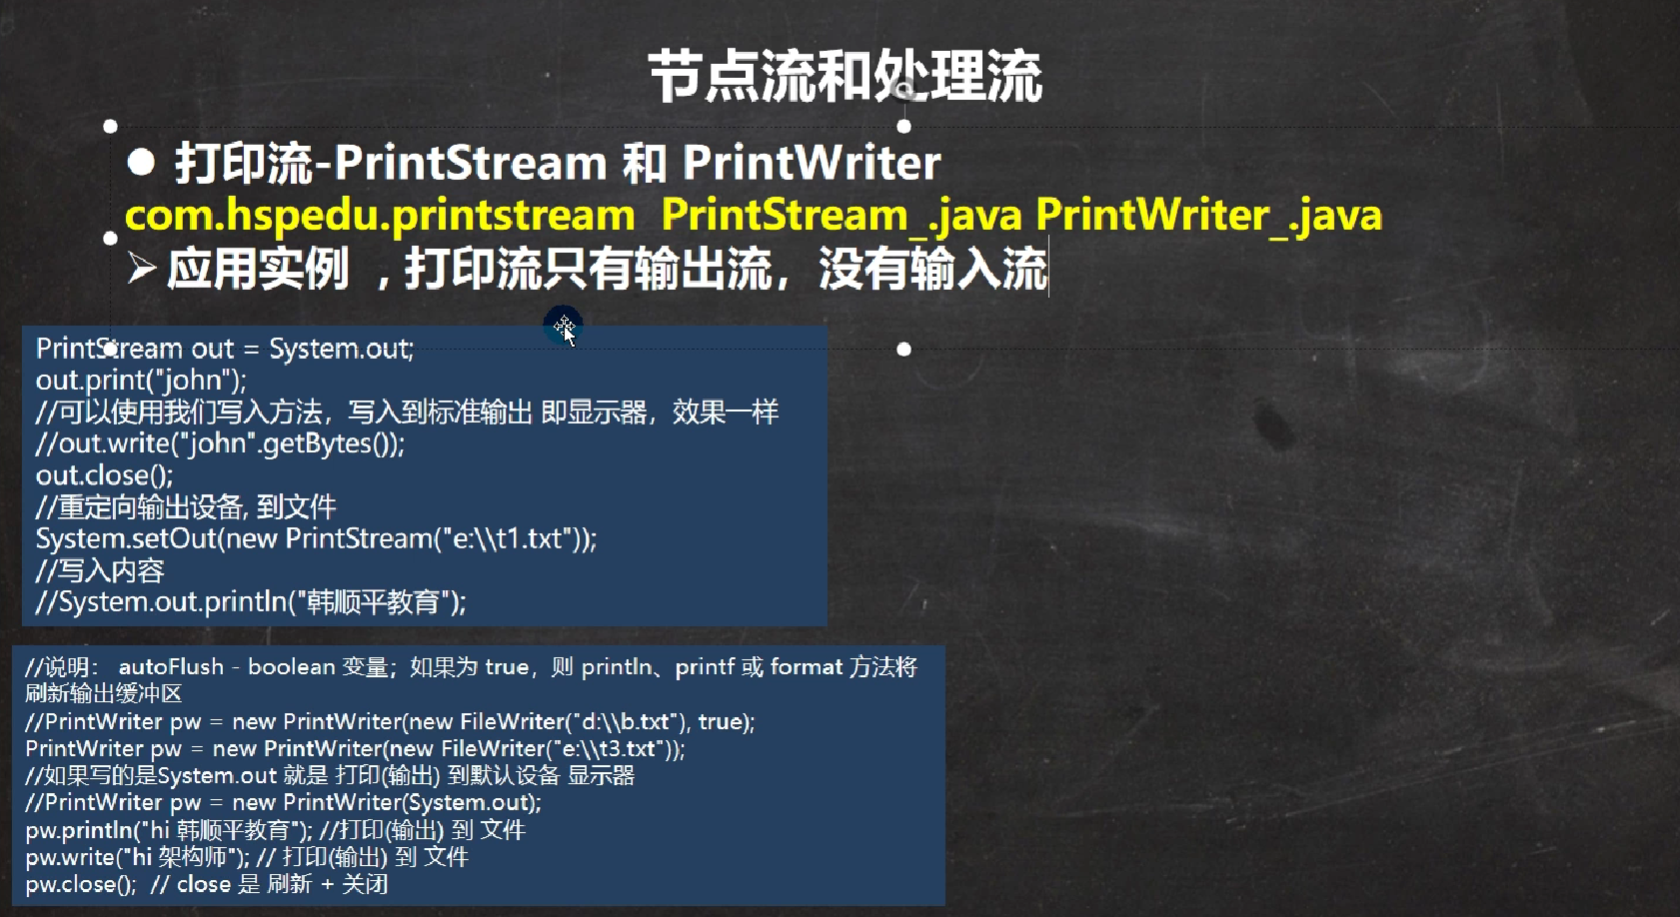 节点流和处理流
● 打印流-PrintStream 和 PrintWriter
com.hspedu.printstream  PrintStream_.java PrintWriter_.java
➢ 应用实例 ，打印流只有输出流，没有输入流
PrintStream out = System.out;
out.print("john");
//可以使用我们写入方法，写入到标准输出 即显示器，效果一样
//out.write("john".getBytes());
out.close();
//重定向输出设备, 到文件
System.setOut(new PrintStream("e:\\t1.txt"));
//写入内容
//System.out.println("韩顺平教育");
//说明： autoFlush - boolean 变量；如果为 true，则 println、printf 或 format 方法将
刷新输出缓冲区
//PrintWriter pw = new PrintWriter(new FileWriter("d:\\b.txt"), true);
PrintWriter pw = new PrintWriter(new FileWriter("e:\\t3.txt"));
//如果写的是System.out 就是 打印(输出) 到默认设备 显示器
//PrintWriter pw = new PrintWriter(System.out);
pw.println("hi 韩顺平教育"); //打印(输出) 到 文件
pw.write("hi 架构师"); // 打印(输出) 到 文件
pw.close();  // close 是 刷新 + 关闭